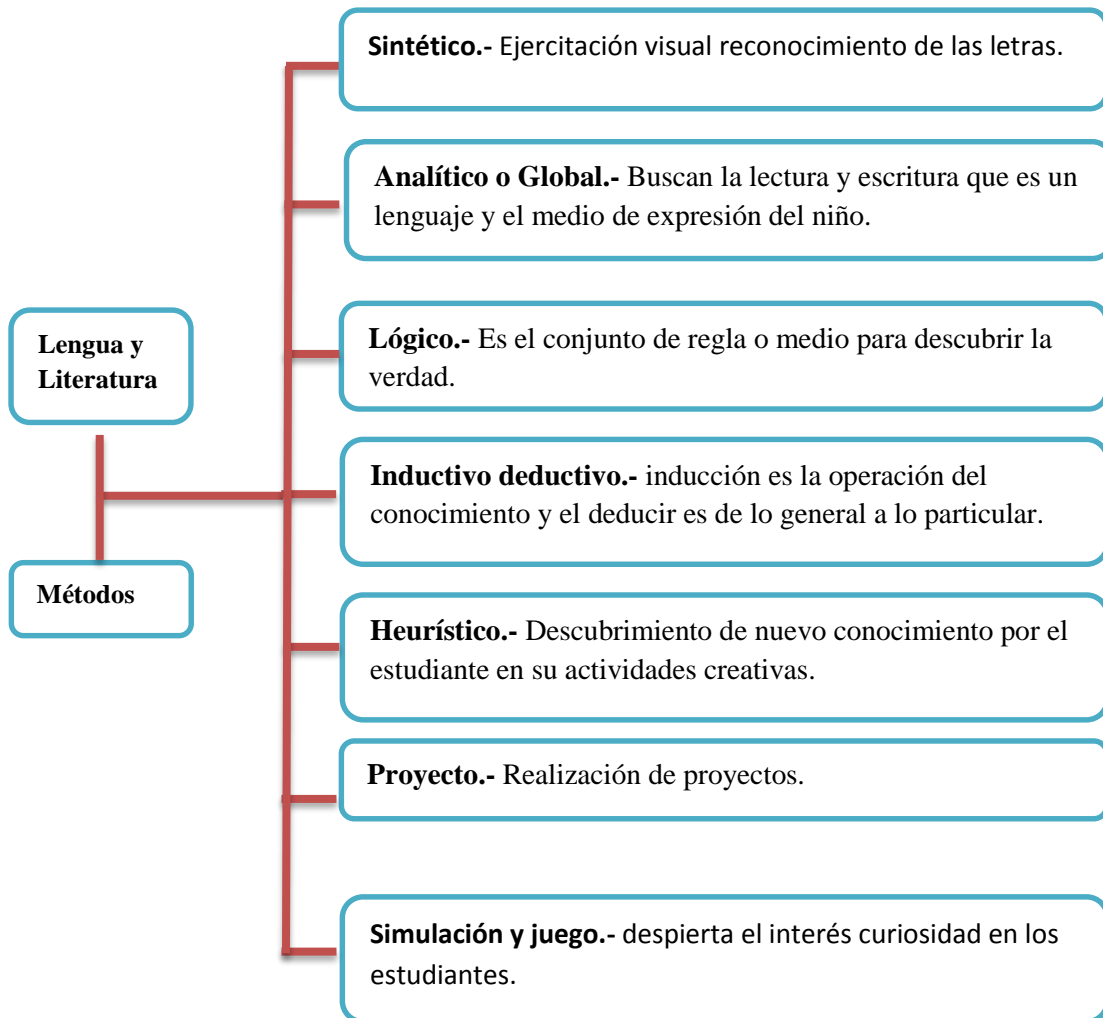 Sintético.- Ejercitación visual reconocimiento de las letras.
Analítico o Global.- Buscan la lectura y escritura que es un
lenguaje y el medio de expresión del niño.
Lengua y
Literatura
Lógico.- Es el conjunto de regla o medio para descubrir la
verdad.
Inductivo deductivo.- inducción es la operación del
conocimiento y el deducir es de lo general a lo particular.
Métodos
Heurístico.- Descubrimiento de nuevo conocimiento por el
estudiante en su actividades creativas.
Proyecto.- Realización de proyectos.
Simulación y juego.- despierta el interés curiosidad en los
estudiantes.